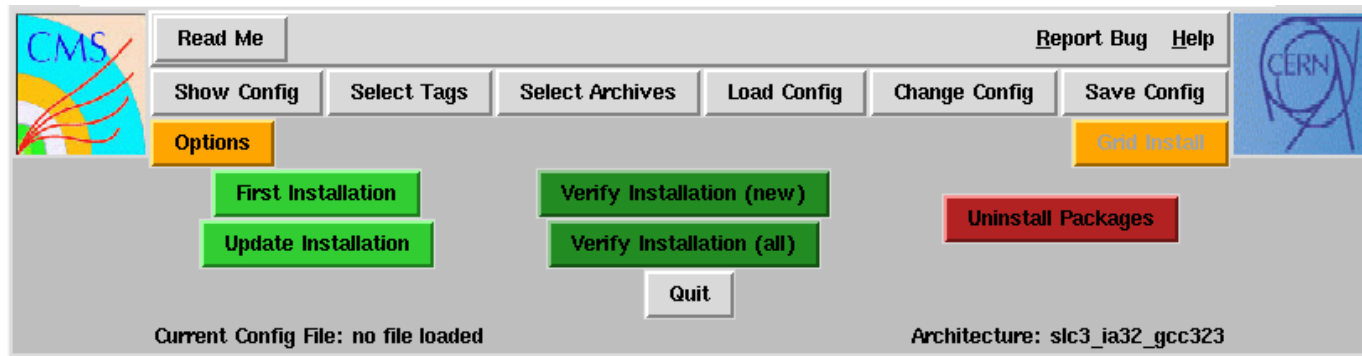 CMS
Read Me
Report Bug Help
CERN
Show Config Select Tags Select Archives Load Config Change Config Save Config
Options Grid Install
First Installation Verify Installation (new)
Uninstall Packages
Update Installation Verify Installation (all)
Quit
Current Config File: no file loaded Architecture: slc3_ia32_gcc323